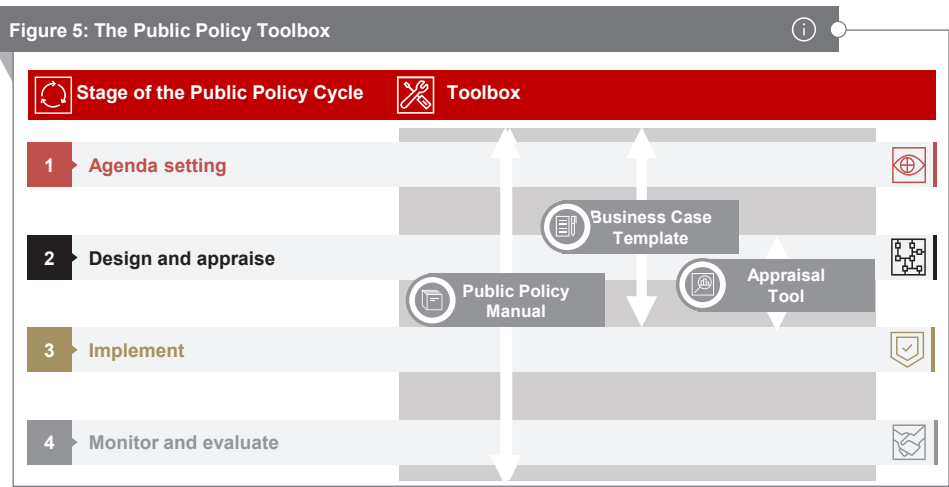 Figure 5: The Public Policy Toolbox
Stage of the Public Policy Cycle
Toolbox
1
Agenda setting
Business Case
Template
2
Design and appraise
Appraisal
Tool
Public Policy
Manual
3
Implement
4
Monitor and evaluate